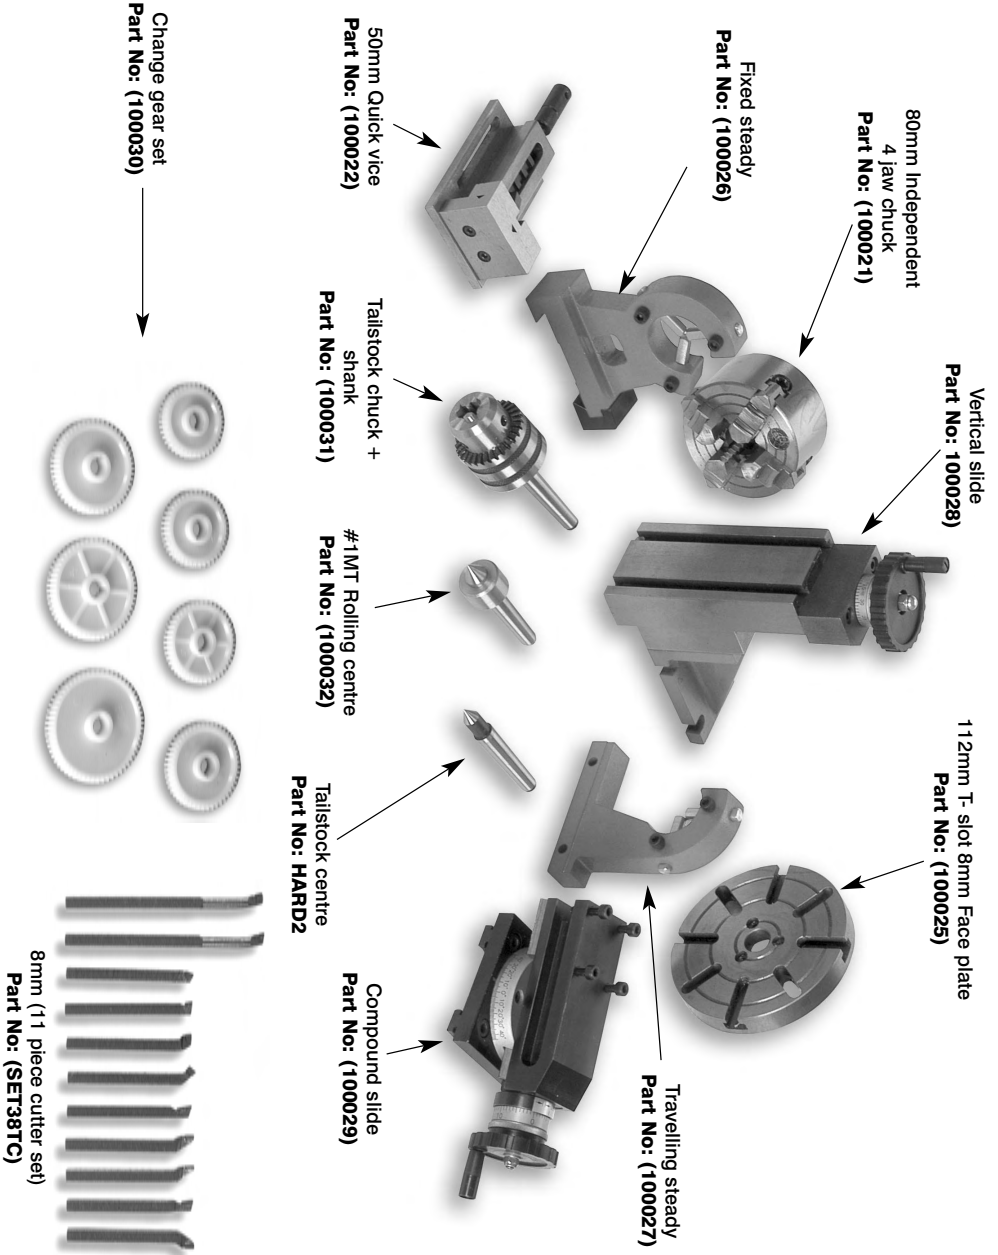 80mm Independent
4 jaw chuck
Part No: (100021)
Vertical slide
Part No: 100028)
112mm T- slot 8mm Face plate
Part No: (100025)
Fixed steady
Part No: (100026)
Travelling steady
Part No: (100027)
50mm Quick vice
Part No: (100022)
Tailstock chuck +
shank
Part No: (100031)
#1MT Rolling centre
Part No: (100032)
Tailstock centre
Part No: HARD2
Compound slide
Part No: (100029)
Change gear set
Part No: (100030)
8mm (11 piece cutter set)
Part No: (SET38TC)